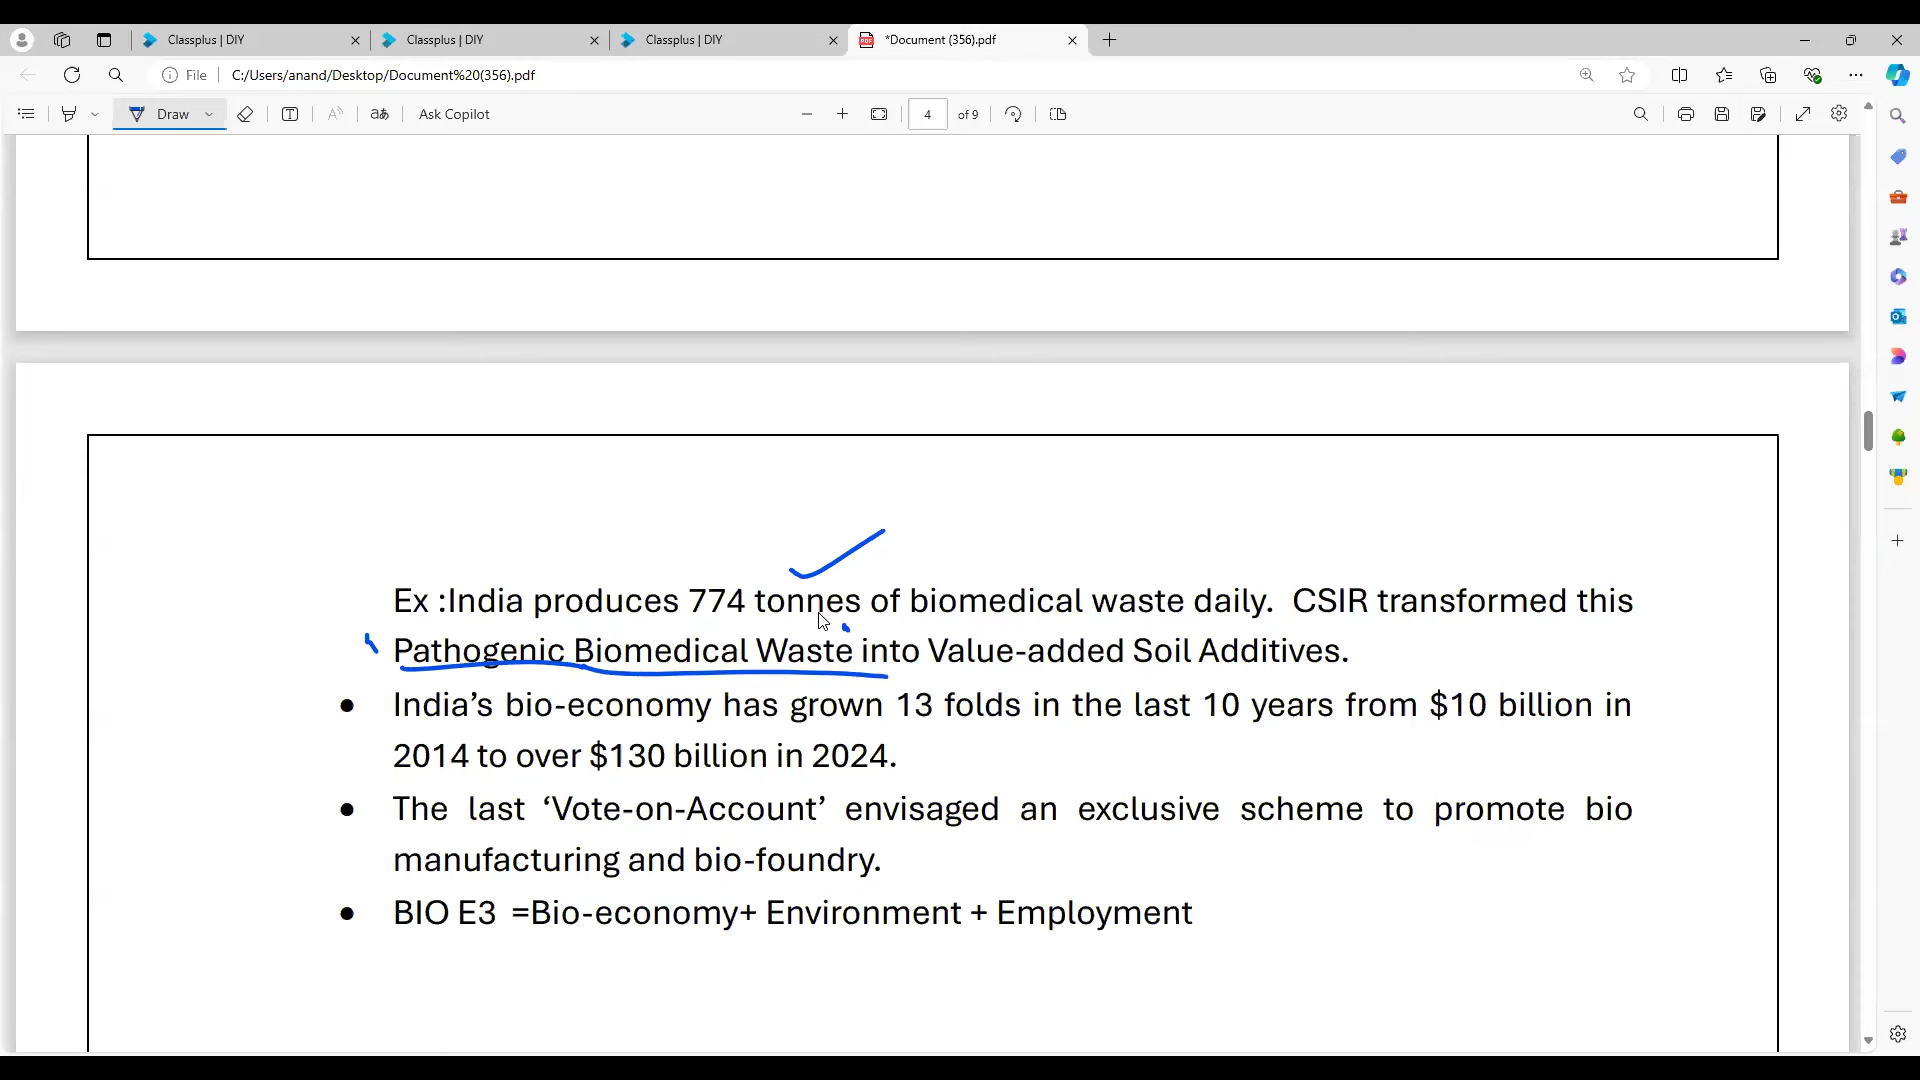 Classplus | DIY
Classplus | DIY
Classplus | DIY
*Document (356).pdf
File
C:/Users/anand/Desktop/Document%20(356).pdf
Draw
Ask Copilot
4
of 9
Ex :India produces 774 tonnes of biomedical waste daily. CSIR transformed this
Pathogenic Biomedical Waste into Value-added Soil Additives.
• India’s bio-economy has grown 13 folds in the last 10 years from $10 billion in
2014 to over $130 billion in 2024.
• The last ‘Vote-on-Account’ envisaged an exclusive scheme to promote bio
manufacturing and bio-foundry.
• BIO E3 =Bio-economy+ Environment + Employment